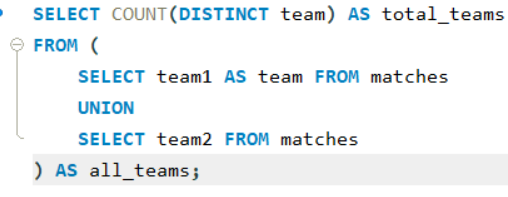 SELECT COUNT(DISTINCT team) AS total_teams
FROM (
SELECT team1 AS team FROM matches
UNION
SELECT team2 FROM matches
) AS all_teams;